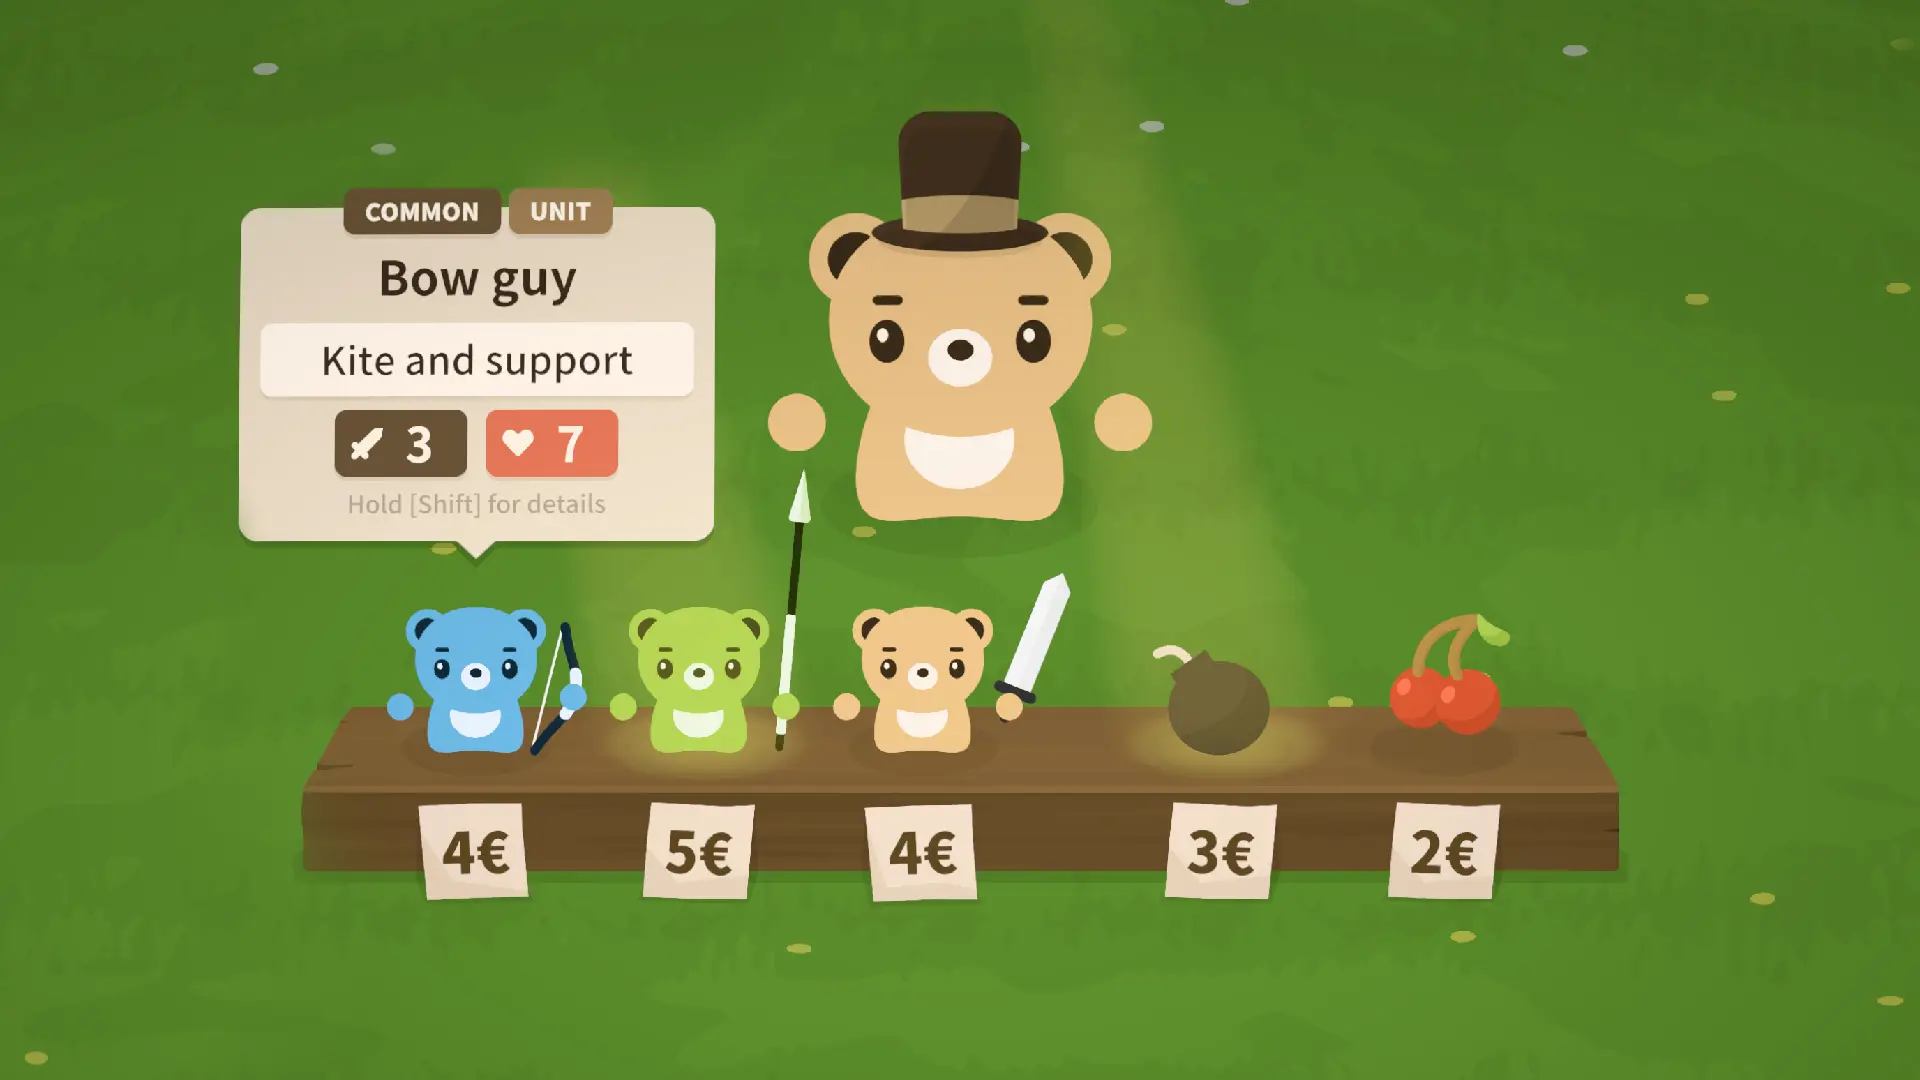 COMMON UNIT
Bow guy
Kite and support
3 7
Hold [Shift] for details
4€ 5€ 4€ 3€ 2€